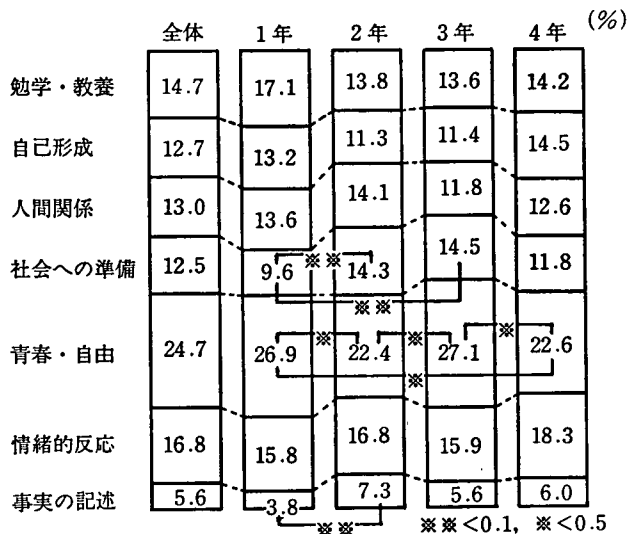 (%)
全体 1年 2年 3年 4年
勉学・教養 14.7 17.1 13.8 13.6 14.2
自己形成 12.7 13.2 11.3 11.4 14.5
人間関係 13.0 13.6 14.1 11.8 12.6
社会への準備 12.5 9.6 ※※ 14.3 14.5 11.8
※※
青春・自由 24.7 26.9 ※ 22.4 ※ 27.1 ※ 22.6
※
情緒的反応 16.8 15.8 16.8 15.9 18.3
事実の記述 5.6 3.8 7.3 5.6 6.0
※※ ※※<0.1, ※<0.5